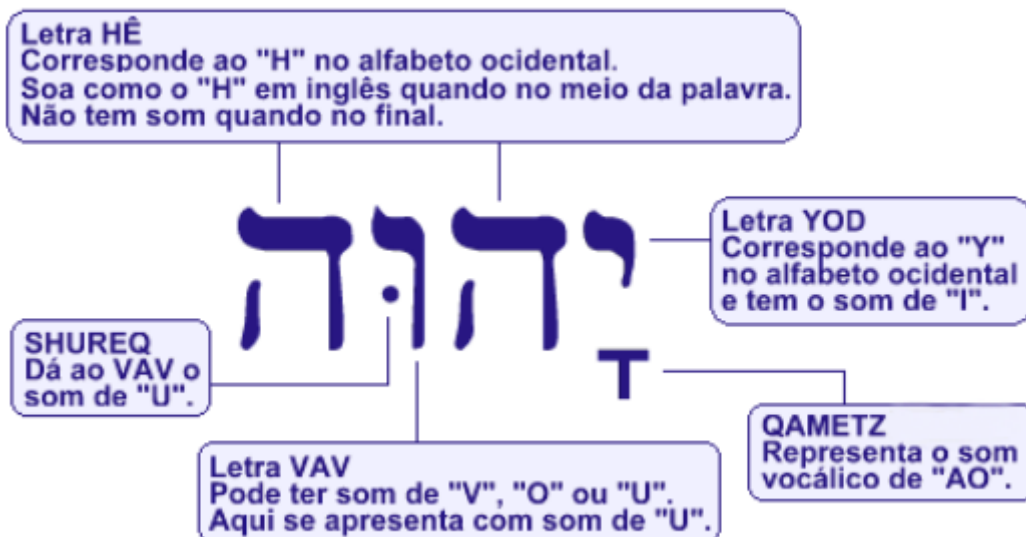 Letra HÊ
Corresponde ao "H" no alfabeto ocidental.
Soa como o "H" em inglês quando no meio da palavra.
Não tem som quando no final.
יָהוּה
Letra YOD
Corresponde ao "Y"
no alfabeto ocidental
e tem o som de "I".
SHUREQ
Dá ao VAV o
som de "U".
QAMETZ
Representa o som
vocálico de "AO".
Letra VAV
Pode ter som de "V", "O" ou "U".
Aqui se apresenta com som de "U".